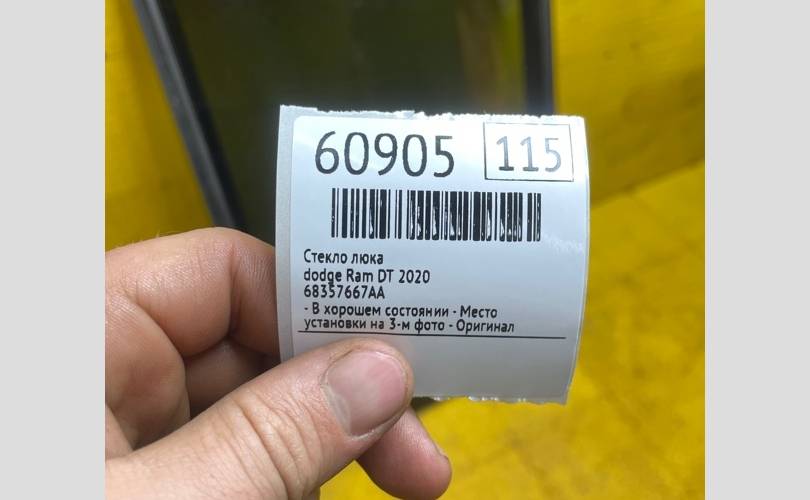 60905 115
Стекло люка
dodge Ram DT 2020
68357667AA
- В хорошем состоянии - Место
установки на 3-м фото - Оригинал